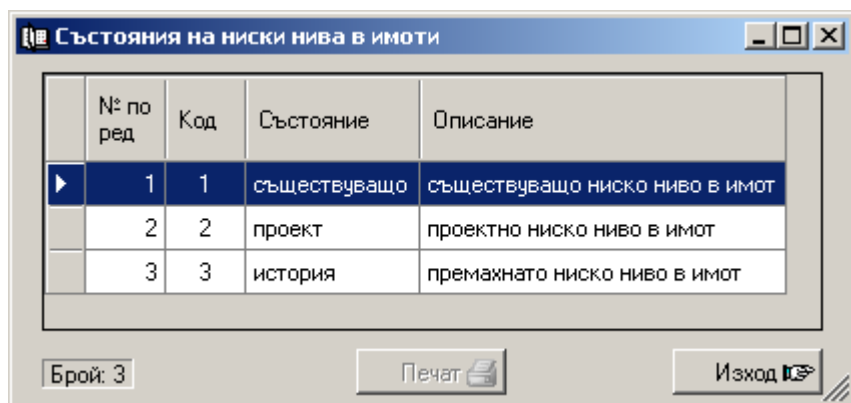 Състояния на ниски нива в имоти
№ по ред Код Състояние Описание
1 1 съществуващо съществуващо ниско ниво в имот
2 2 проект проектно ниско ниво в имот
3 3 история премахнато ниско ниво в имот
Брой: 3 Печат Изход